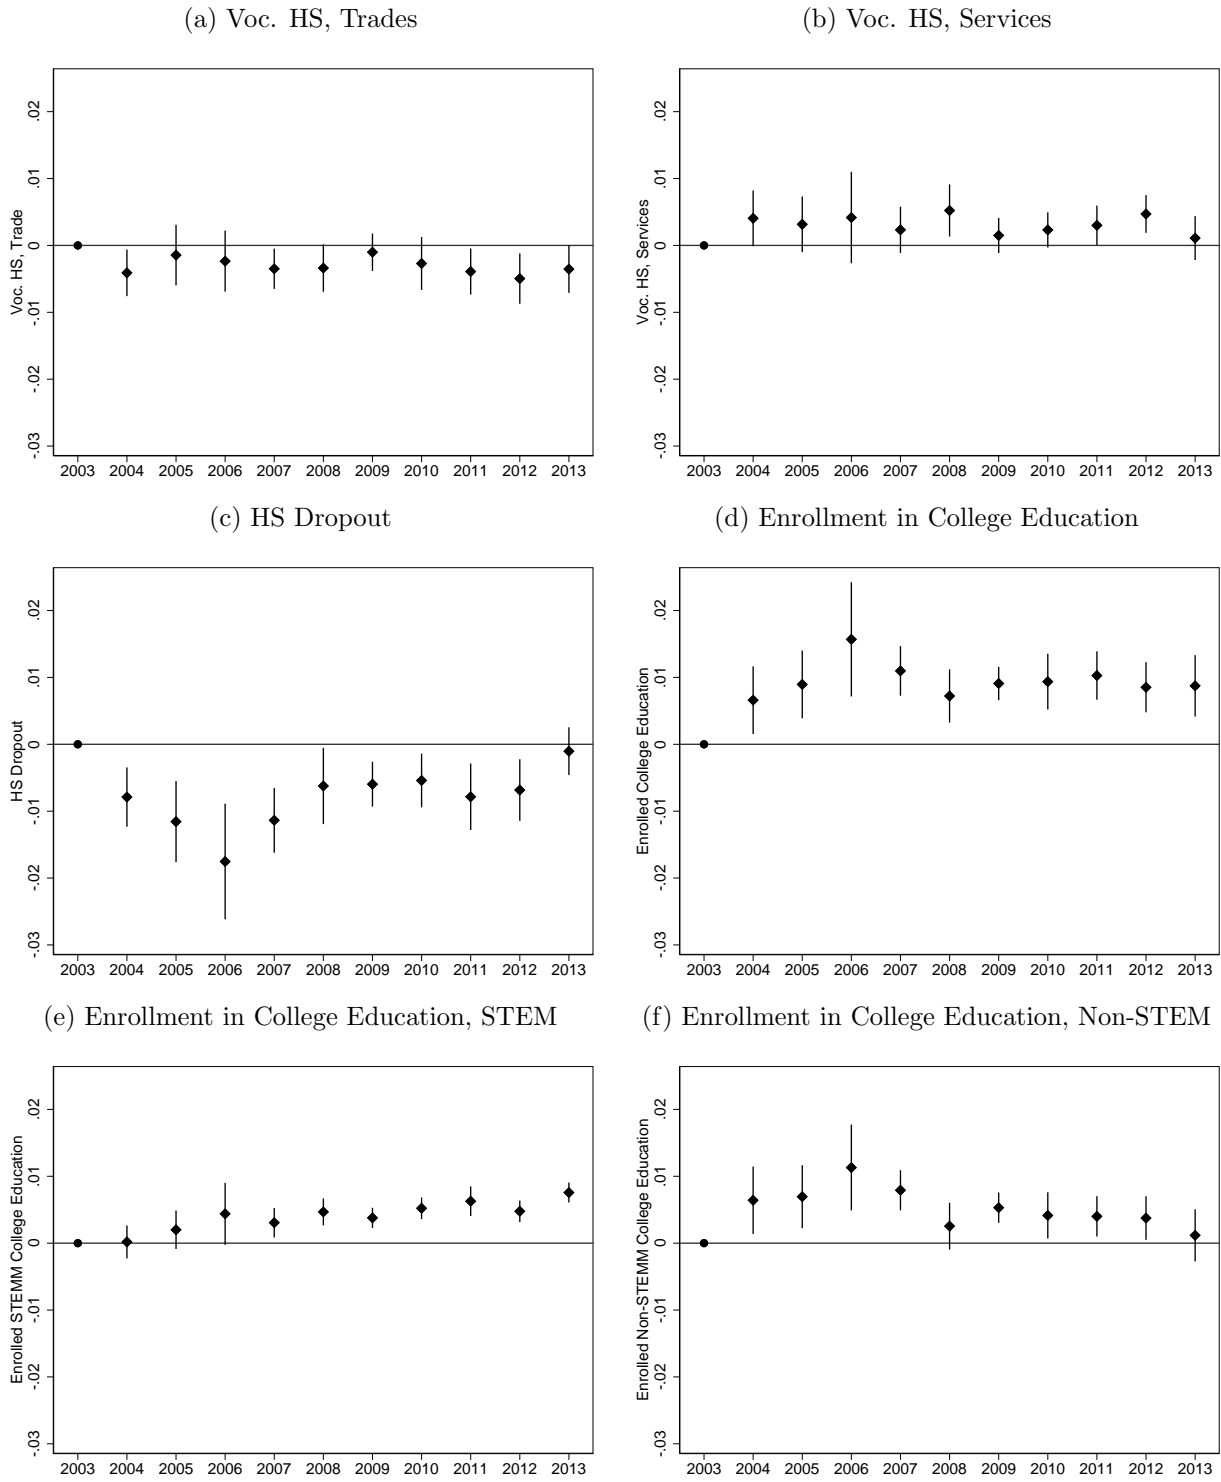 (a) Voc. HS, Trades
Voc. HS, Trade
.02
.01
0
-.01
-.02
-.03
2003 2004 2005 2006 2007 2008 2009 2010 2011 2012 2013
(b) Voc. HS, Services
Voc. HS, Services
.02
.01
0
-.01
-.02
-.03
2003 2004 2005 2006 2007 2008 2009 2010 2011 2012 2013
(c) HS Dropout
HS Dropout
.02
.01
0
-.01
-.02
-.03
2003 2004 2005 2006 2007 2008 2009 2010 2011 2012 2013
(d) Enrollment in College Education
Enrolled College Education
.02
.01
0
-.01
-.02
-.03
2003 2004 2005 2006 2007 2008 2009 2010 2011 2012 2013
(e) Enrollment in College Education, STEM
Enrolled STEMM College Education
.02
.01
0
-.01
-.02
-.03
2003 2004 2005 2006 2007 2008 2009 2010 2011 2012 2013
(f) Enrollment in College Education, Non-STEM
Enrolled Non-STEMM College Education
.02
.01
0
-.01
-.02
-.03
2003 2004 2005 2006 2007 2008 2009 2010 2011 2012 2013